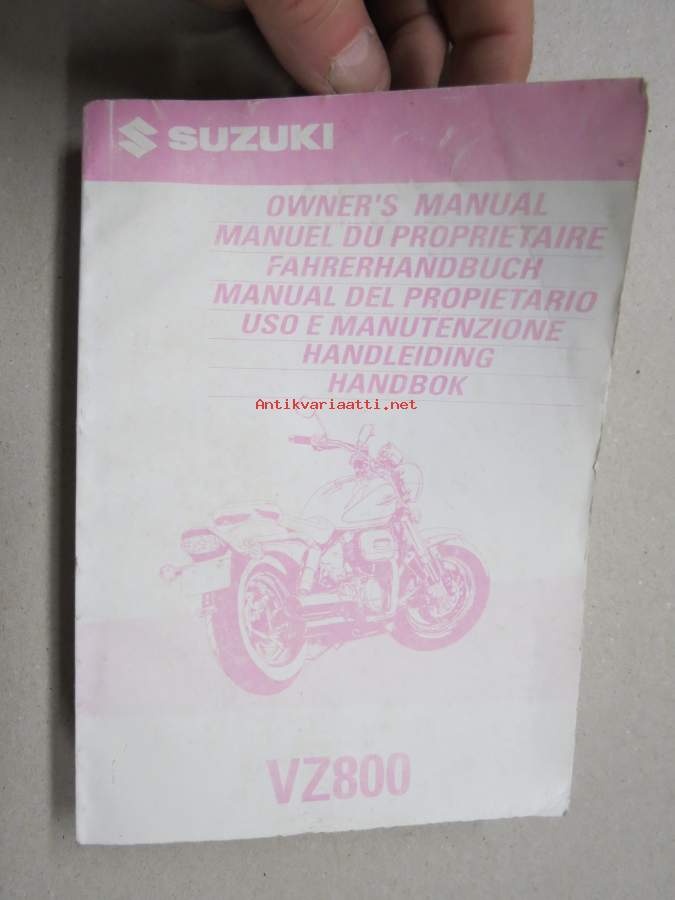 SUZUKI
OWNER'S MANUAL
MANUEL DU PROPRIETAIRE
FAHRERHANDBUCH
MANUAL DEL PROPIETARIO
USO E MANUTENZIONE
HANDLEIDING
HANDBOK
Antikvariaatti.net
VZ800